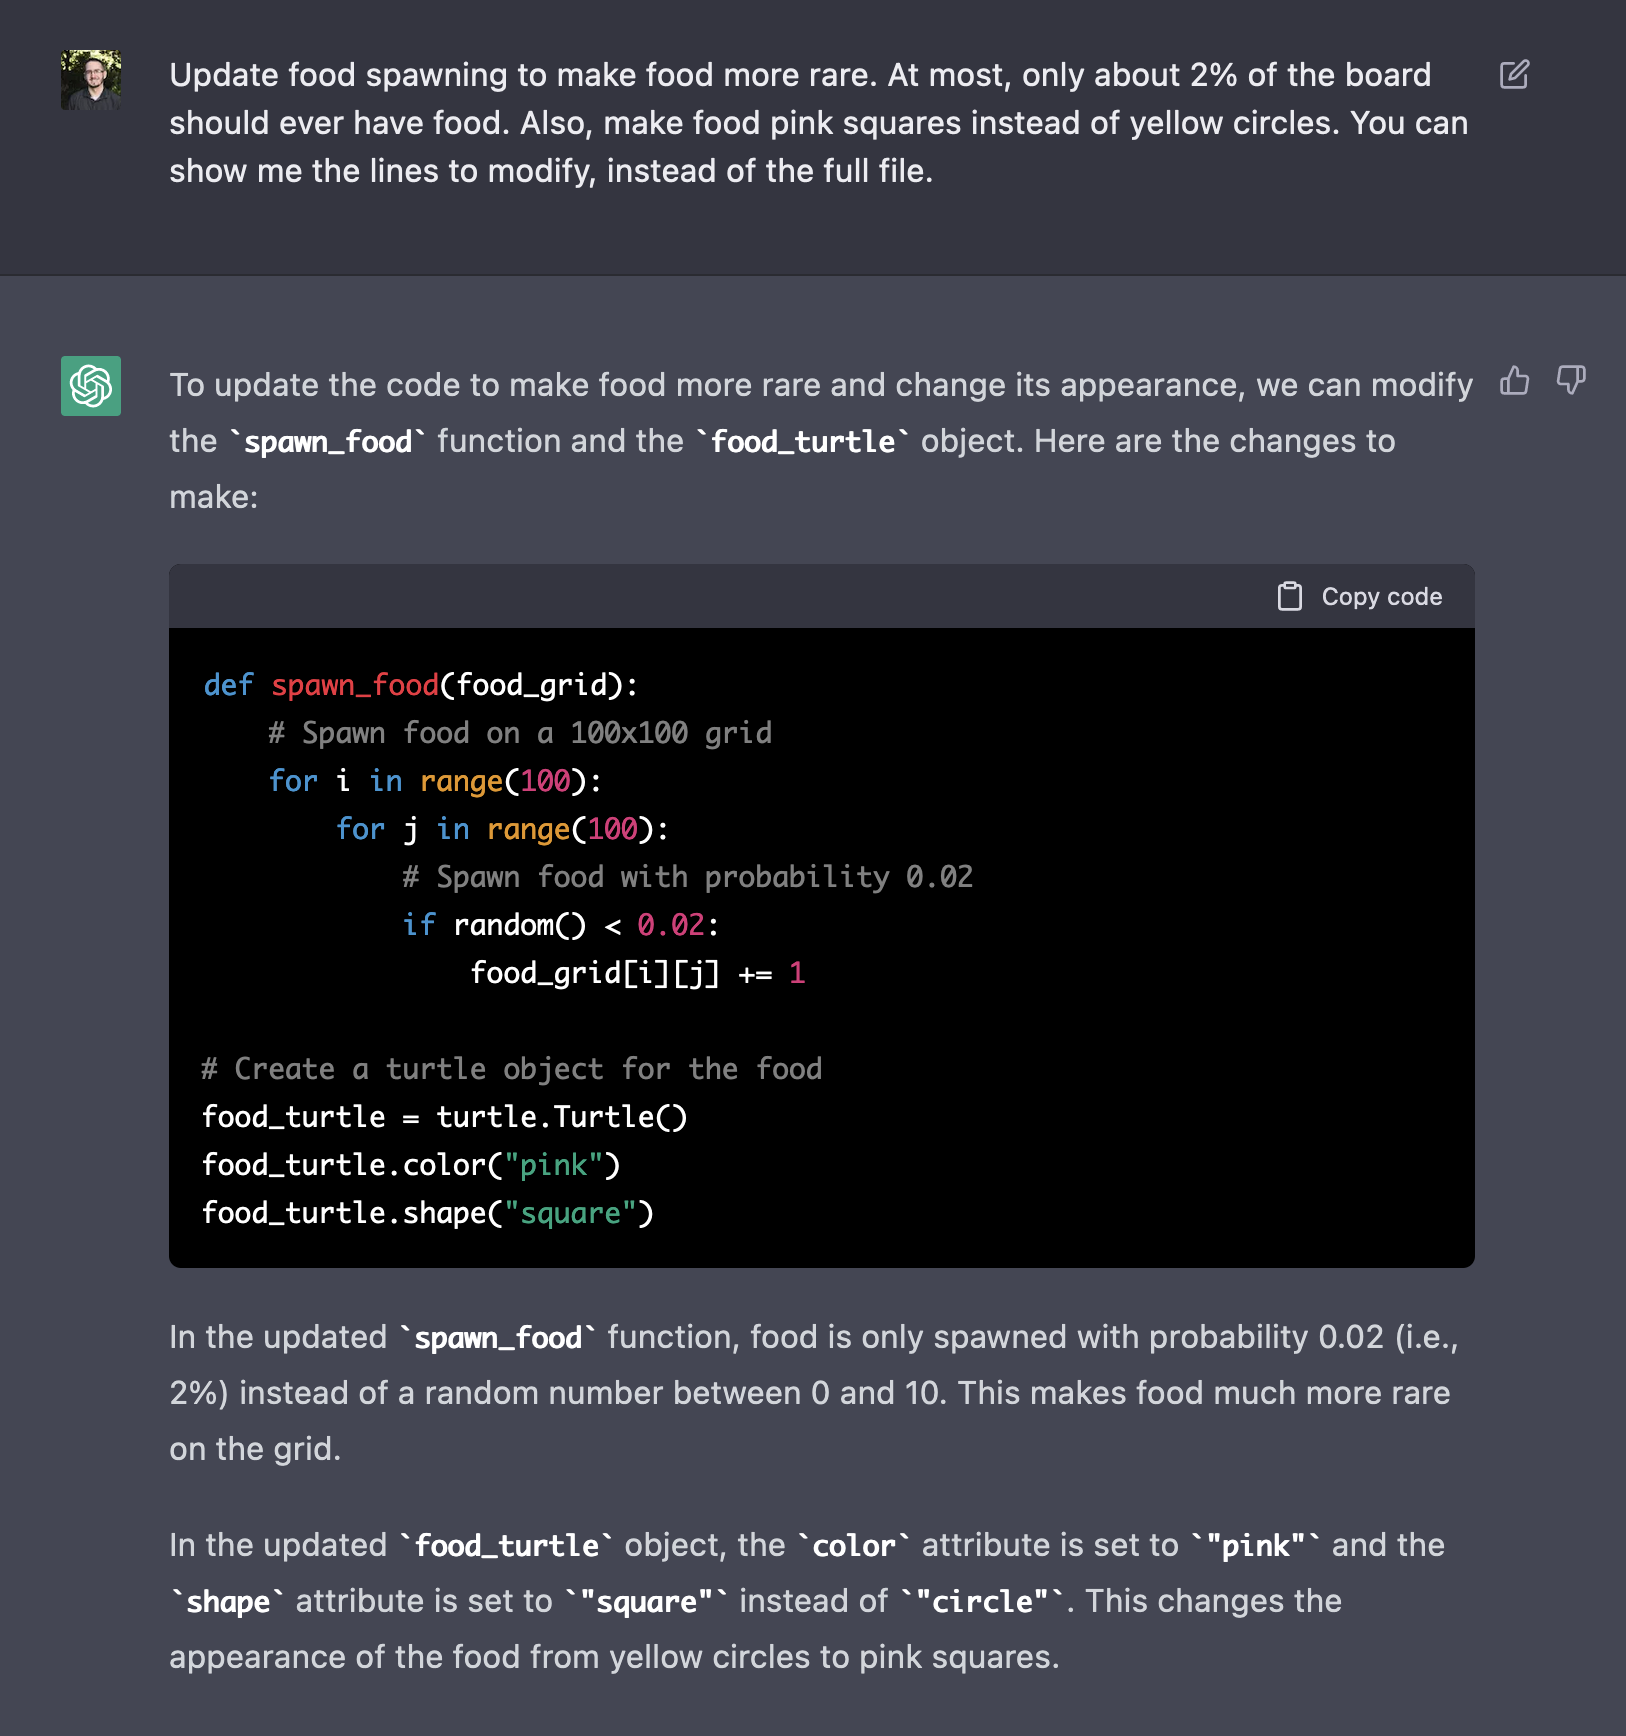 Update food spawning to make food more rare. At most, only about 2% of the board
should ever have food. Also, make food pink squares instead of yellow circles. You can
show me the lines to modify, instead of the full file.
To update the code to make food more rare and change its appearance, we can modify
the `spawn_food` function and the `food_turtle` object. Here are the changes to
make:
Copy code
def spawn_food(food_grid):
    # Spawn food on a 100x100 grid
    for i in range(100):
        for j in range(100):
            # Spawn food with probability 0.02
            if random() < 0.02:
                food_grid[i][j] += 1
# Create a turtle object for the food
food_turtle = turtle.Turtle()
food_turtle.color("pink")
food_turtle.shape("square")
In the updated `spawn_food` function, food is only spawned with probability 0.02 (i.e.,
2%) instead of a random number between 0 and 10. This makes food much more rare
on the grid.
In the updated `food_turtle` object, the `color` attribute is set to `"pink"` and the
`shape` attribute is set to `"square"` instead of `"circle"`. This changes the
appearance of the food from yellow circles to pink squares.